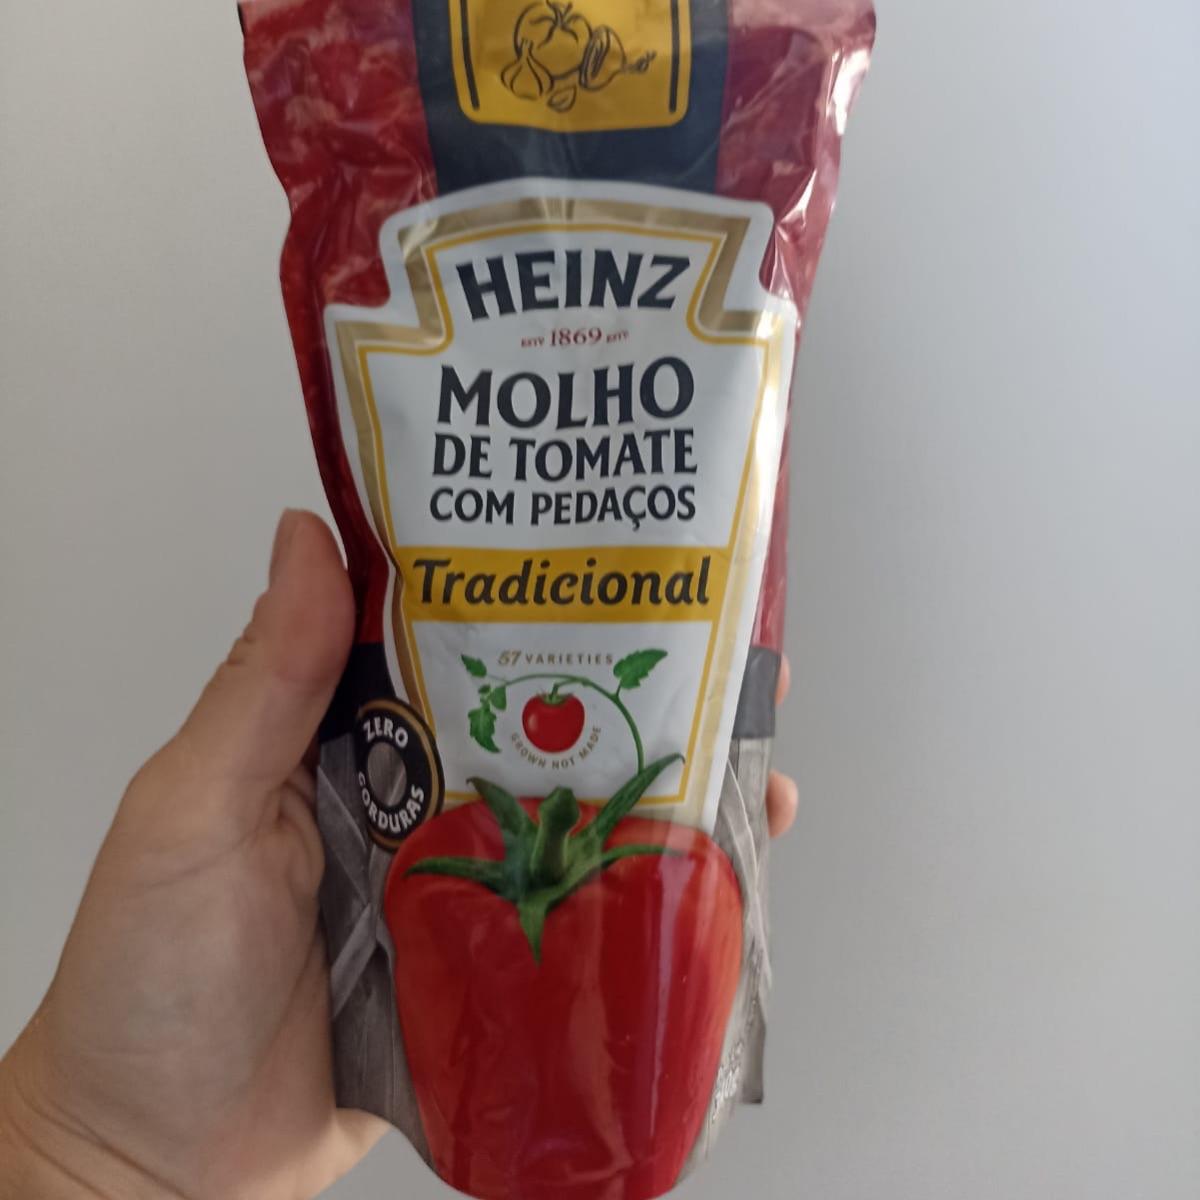 HEINZ
ESTD 1869 ESTD
MOLHO
DE TOMATE
COM PEDAÇOS
Tradicional
57 VARIETIES
GROWN NOT MADE
ZERO
GORDURAS